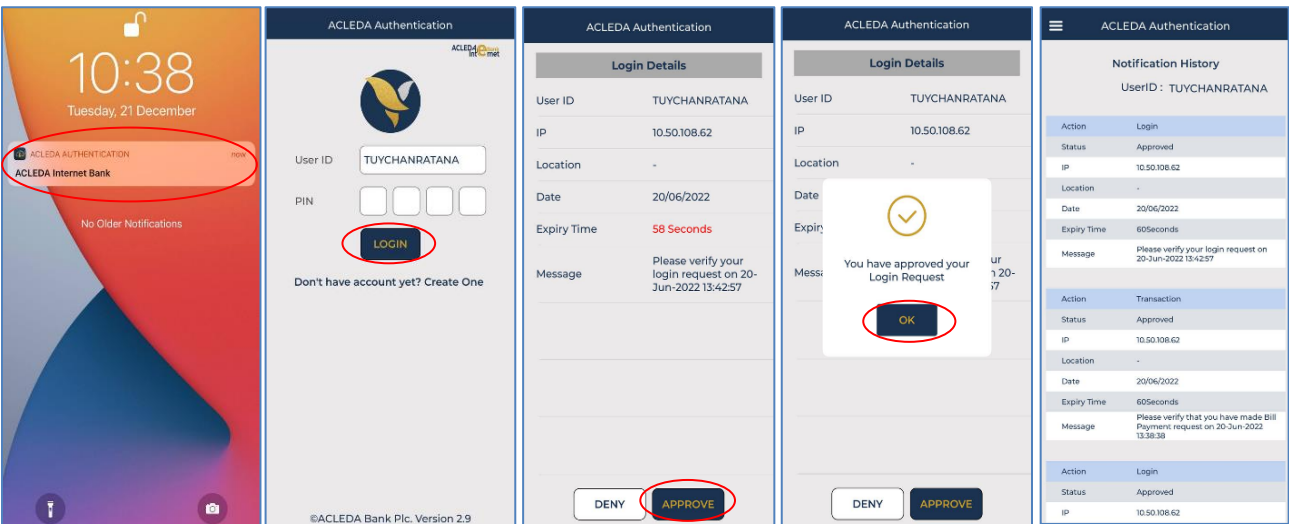 10:38
Tuesday, 21 December
ACLEDA AUTHENTICATION now
ACLEDA Internet Bank
No Older Notifications
ACLEDA Authentication
User ID TUYCHANRATANA
PIN
LOGIN
Don't have account yet? Create One
©ACLEDA Bank Plc. Version 2.9
ACLEDA Authentication
Login Details
User ID TUYCHANRATANA
IP 10.50.108.62
Location -
Date 20/06/2022
Expiry Time 58 Seconds
Message Please verify your
login request on 20-
Jun-2022 13:42:57
DENY APPROVE
ACLEDA Authentication
Login Details
User ID TUYCHANRATANA
IP 10.50.108.62
Location -
Date
Expiry
Messa
ur
n 20-
57
You have approved your
Login Request
OK
DENY APPROVE
ACLEDA Authentication
Notification History
UserID : TUYCHANRATANA
Action Login
Status Approved
IP 10.50.108.62
Location -
Date 20/06/2022
Expiry Time 60Seconds
Message Please verify your login request on
20-Jun-2022 13:42:57
Action Transaction
Status Approved
IP 10.50.108.62
Location -
Date 20/06/2022
Expiry Time 60Seconds
Message Please verify that you have made Bill
Payment request on 20-Jun-2022
13:38:38
Action Login
Status Approved
IP 10.50.108.62